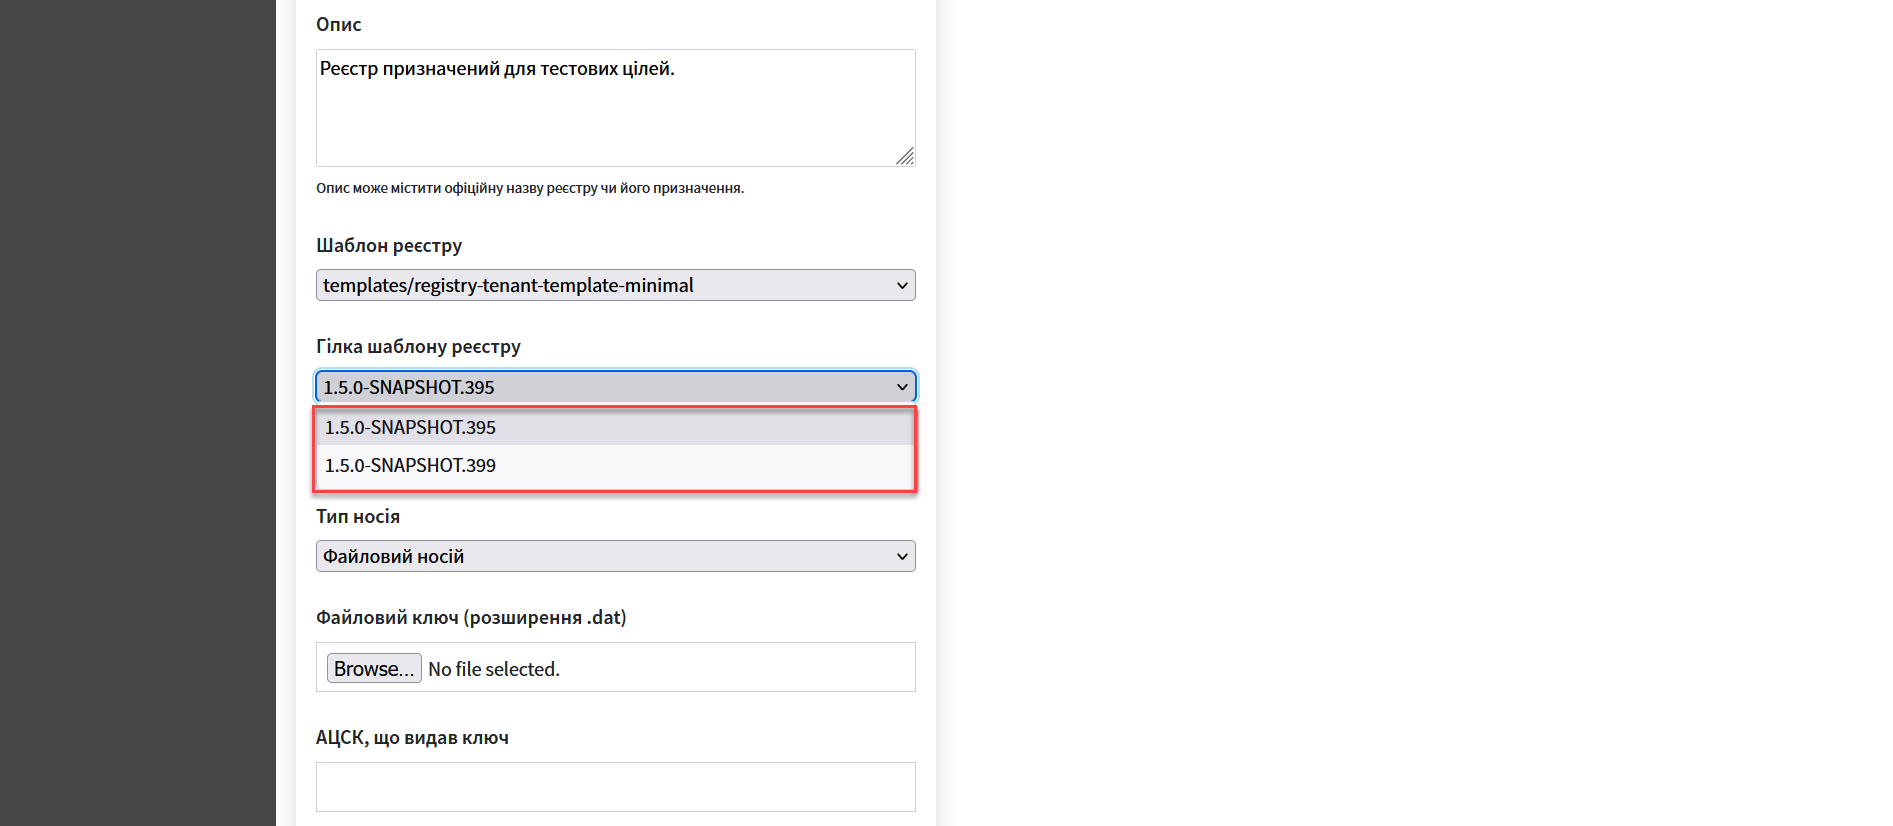 Опис
Реєстр призначений для тестових цілей.
Опис може містити офіційну назву реєстру чи його призначення.
Шаблон реєстру
templates/registry-tenant-template-minimal
Гілка шаблону реєстру
1.5.0-SNAPSHOT.395
1.5.0-SNAPSHOT.395
1.5.0-SNAPSHOT.399
Тип носія
Файловий носій
Файловий ключ (розширення .dat)
Browse... No file selected.
АЦСК, що видав ключ